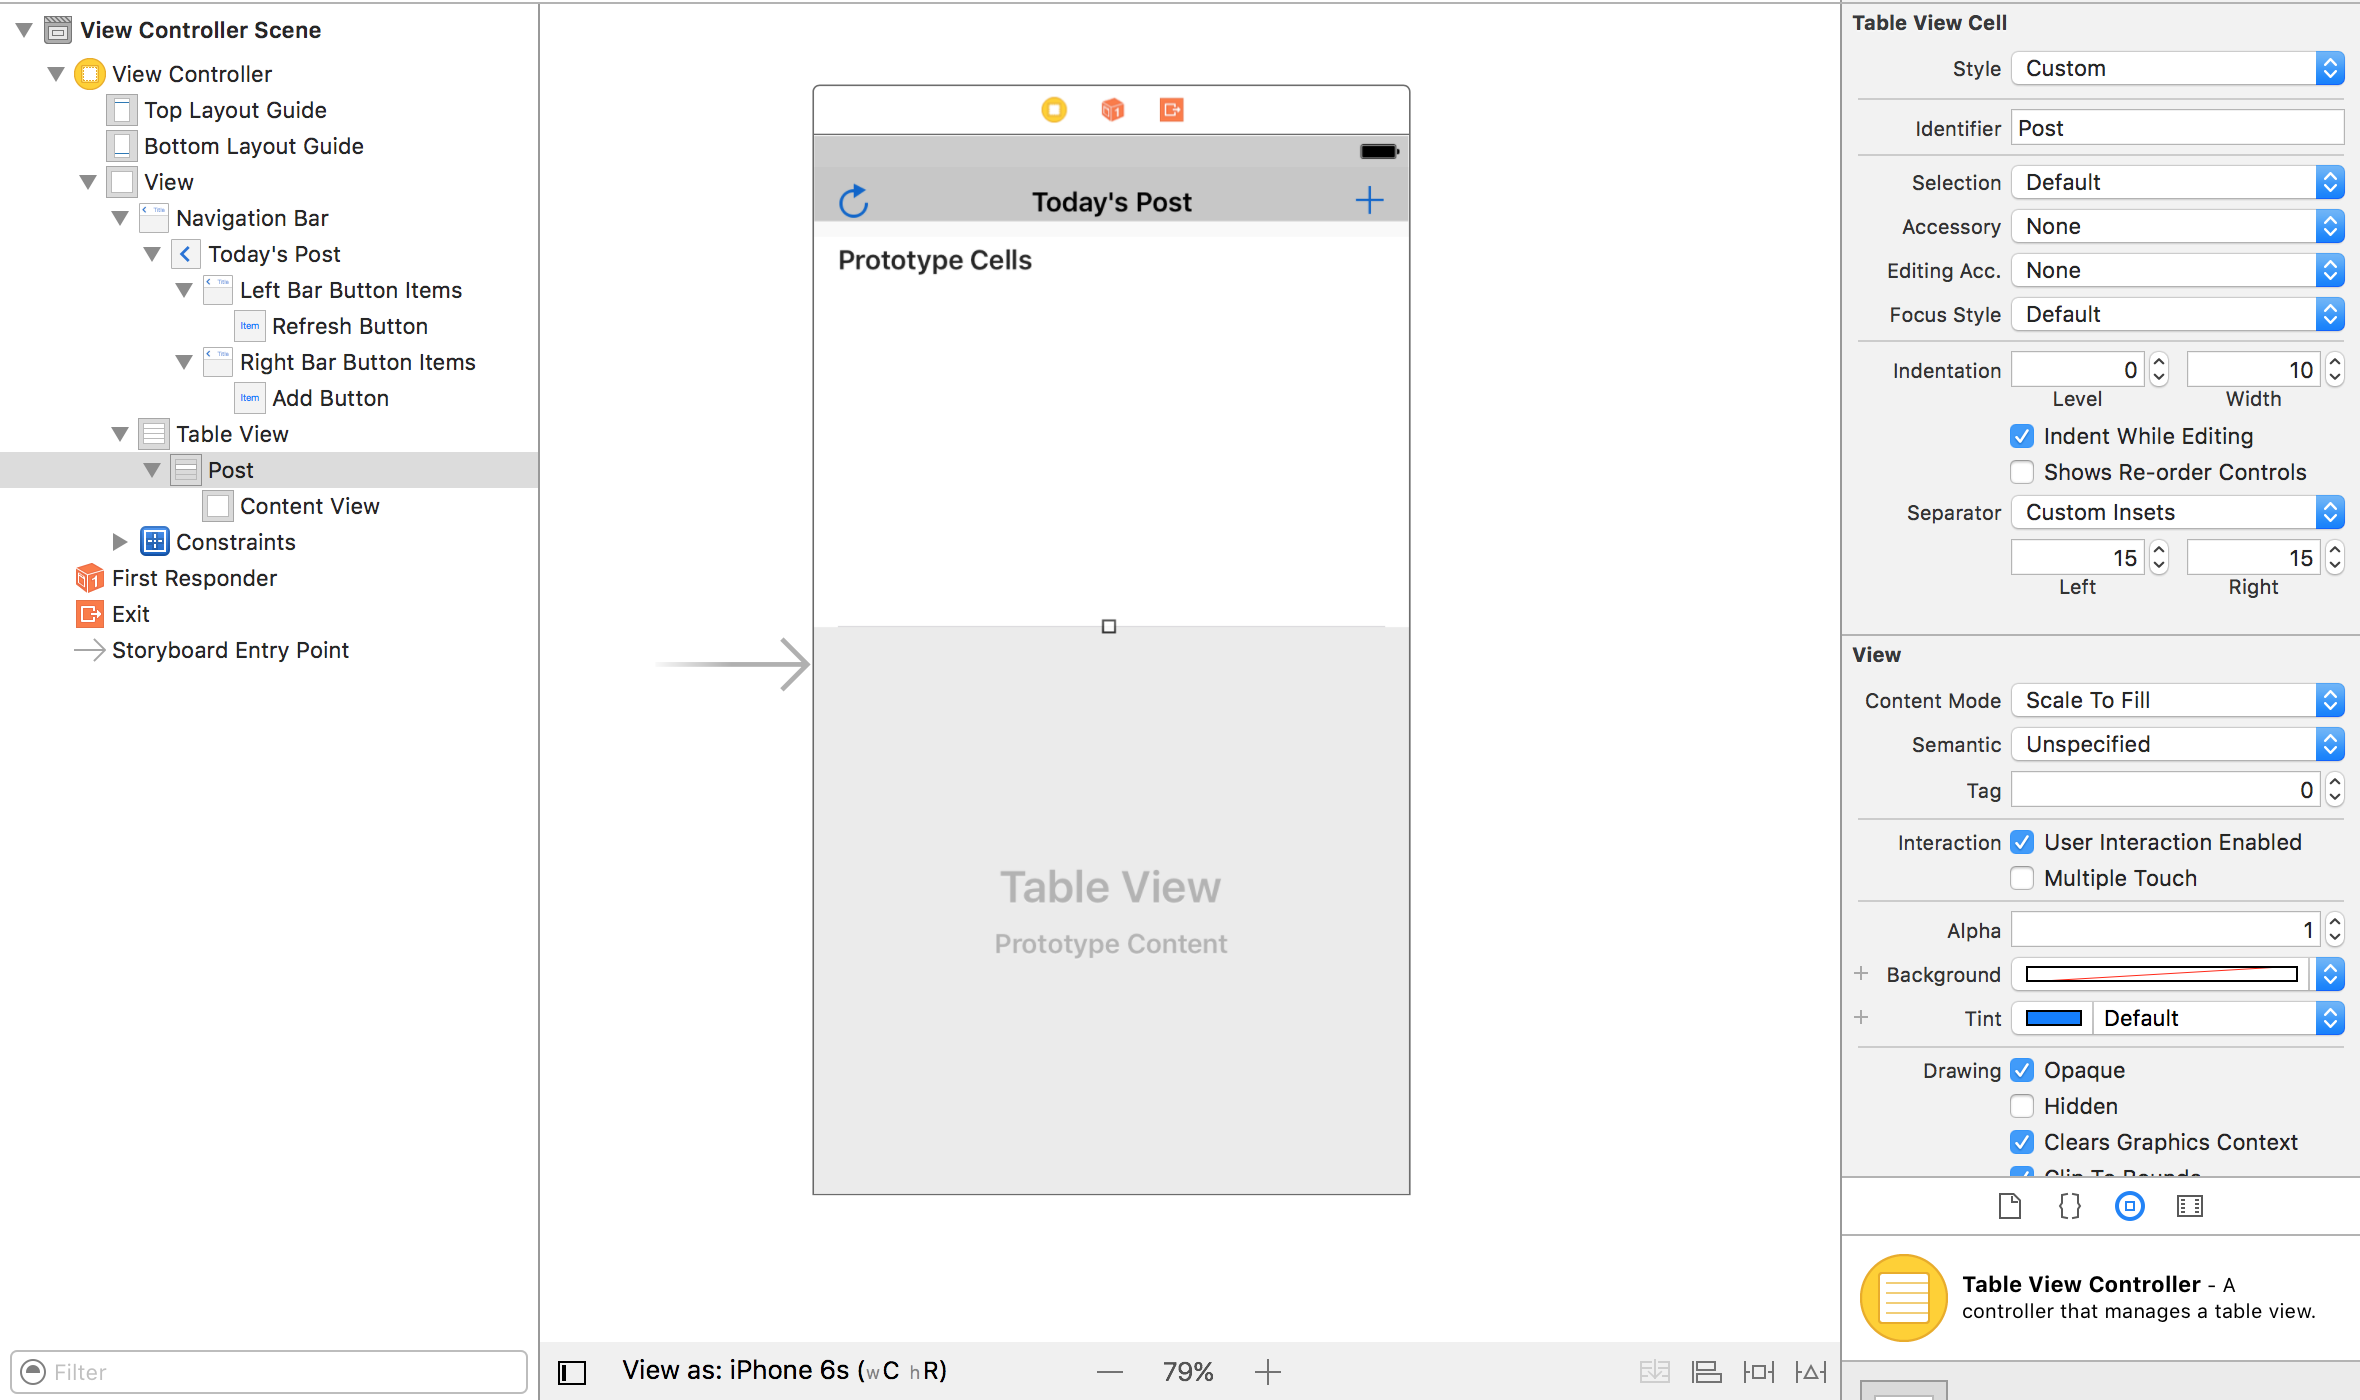 View Controller Scene
View Controller
Top Layout Guide
Bottom Layout Guide
View
Navigation Bar
Today's Post
Left Bar Button Items
Item Refresh Button
Right Bar Button Items
Item Add Button
Table View
Post
Content View
Constraints
First Responder
Exit
Storyboard Entry Point
Filter
Today's Post
Prototype Cells
Table View
Prototype Content
View as: iPhone 6s (wC hR)
79%
Table View Cell
Style Custom
Identifier Post
Selection Default
Accessory None
Editing Acc. None
Focus Style Default
Indentation 0 10
Level Width
Indent While Editing
Shows Re-order Controls
Separator Custom Insets
15 15
Left Right
View
Content Mode Scale To Fill
Semantic Unspecified
Tag 0
Interaction User Interaction Enabled
Multiple Touch
Alpha 1
Background
Tint Default
Drawing Opaque
Hidden
Clears Graphics Context
Clip To Bounds
Table View Controller - A
controller that manages a table view.